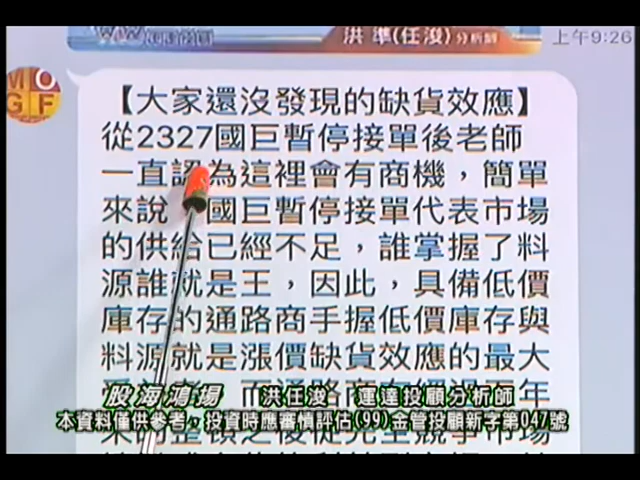 洪準(任浚)分析師
上午9:26
MO
GF
【大家還沒發現的缺貨效應】
從2327國巨暫停接單後老師
一直認為這裡會有商機，簡單
來說 國巨暫停接單代表市場
的供給已經不足，誰掌握了料
源誰就是王，因此，具備低價
庫存的通路商手握低價庫存與
料源就是漲價缺貨效應的最大
股海鴻揚 洪任浚 運達投顧分析師
本資料僅供參考，投資時應審慎評估(99)金管投顧新字第047號